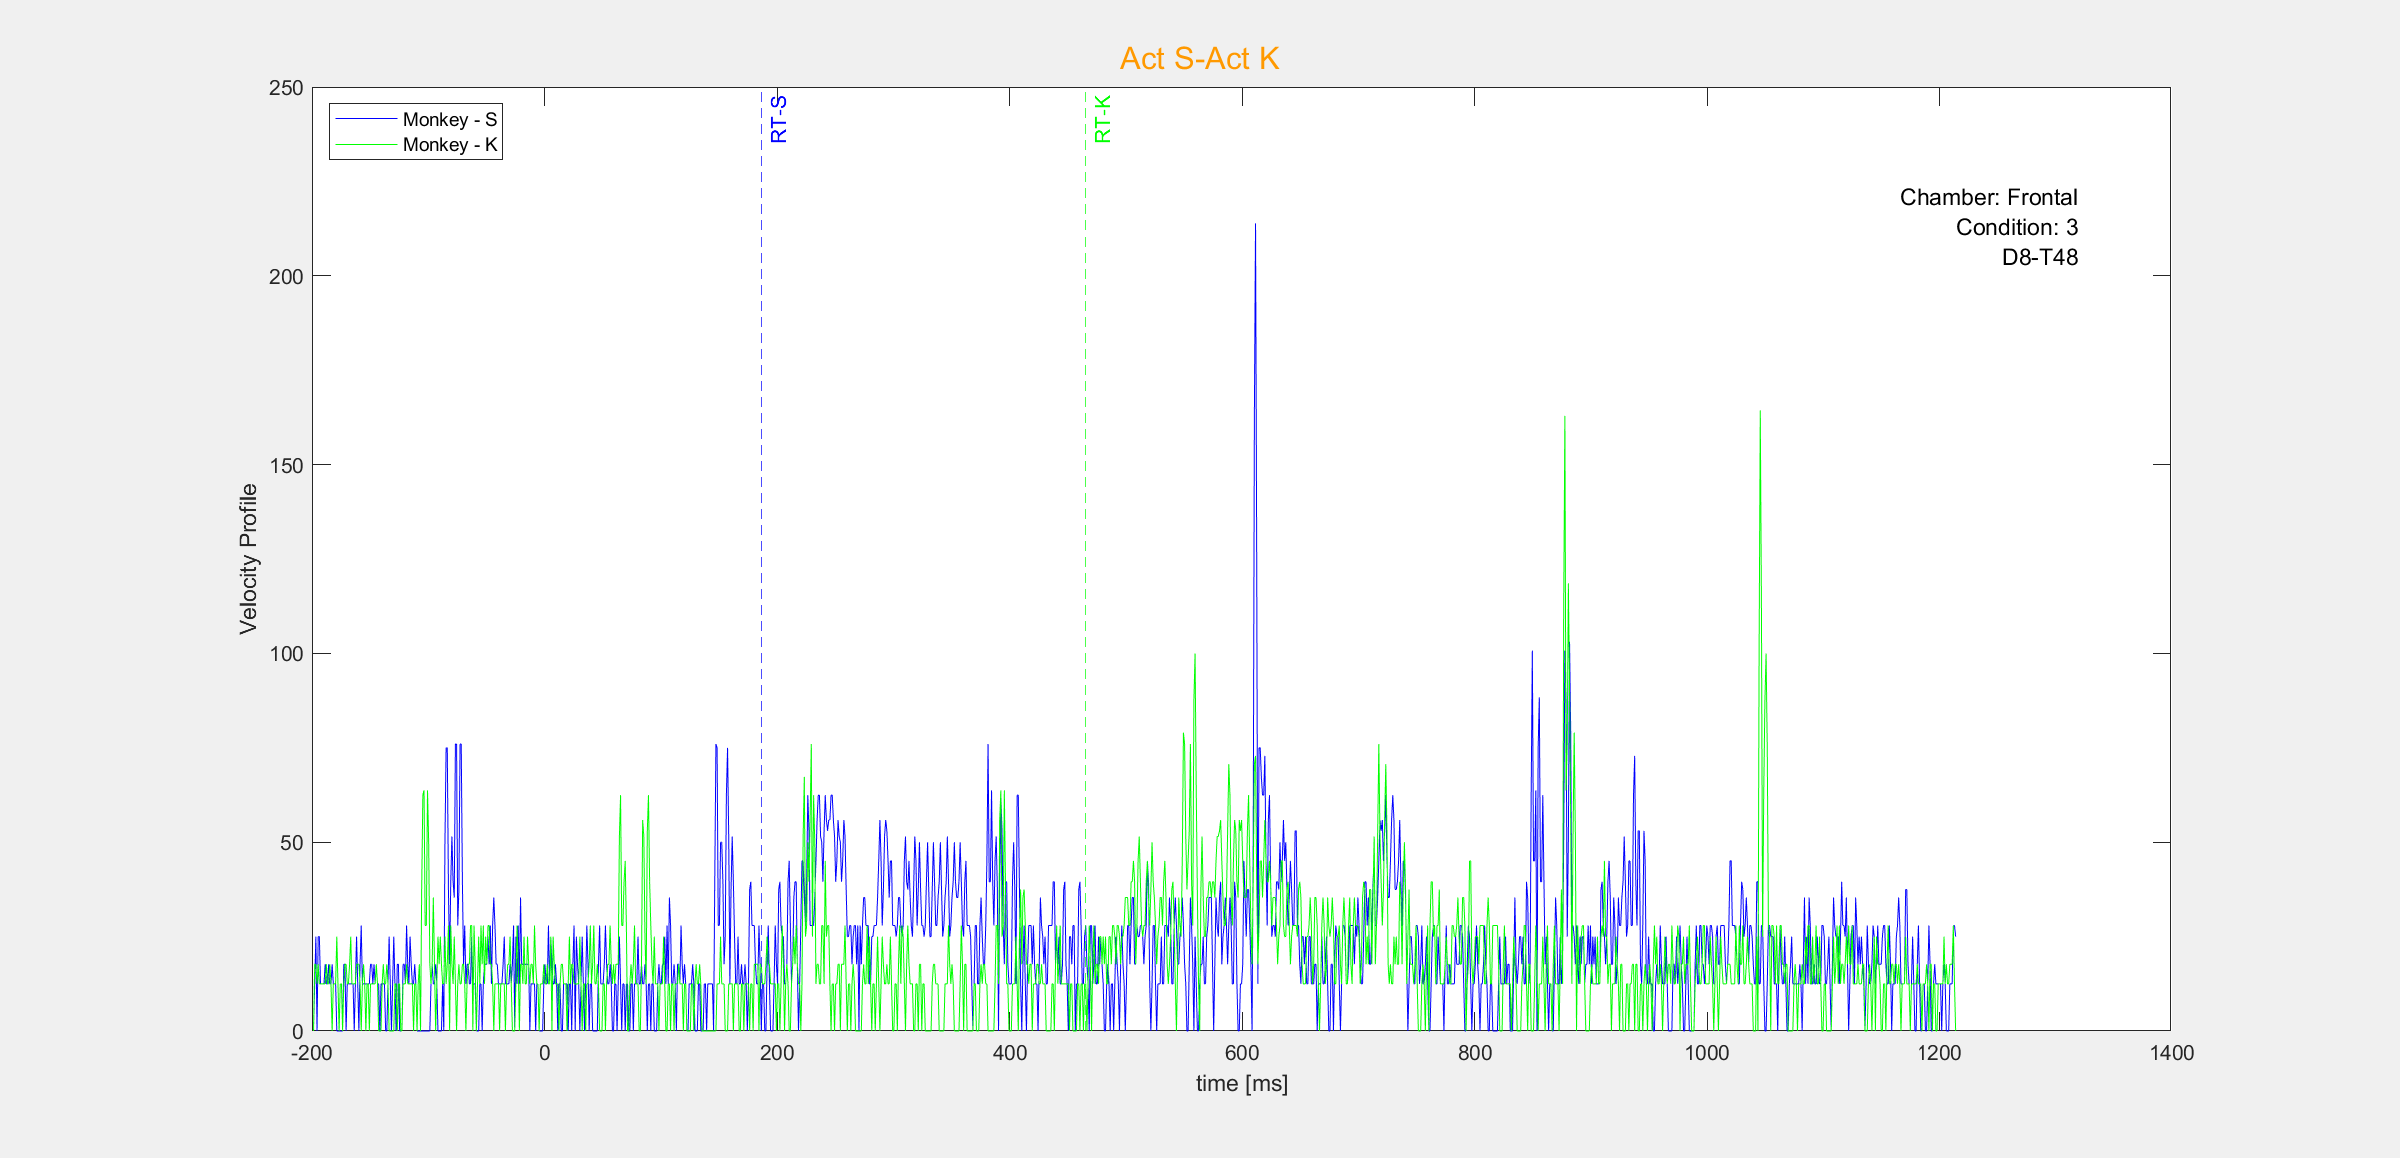 Act S-Act K
250
200
150
100
50
0
Velocity Profile
Monkey - S
Monkey - K
RT-S
RT-K
Chamber: Frontal
Condition: 3
D8-T48
-200 0 200 400 600 800 1000 1200 1400
time [ms]